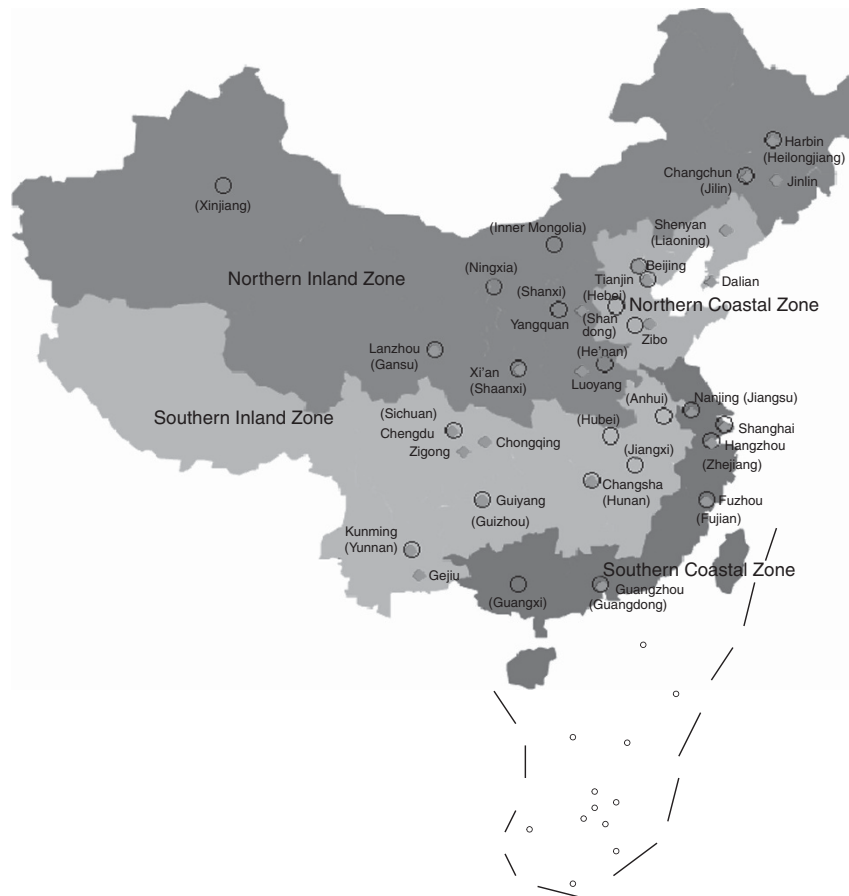 Harbin
(Heilongjiang)
Changchun
(Jilin)
Jinlin
(Xinjiang)
Shenyan
(Liaoning)
(Inner Mongolia)
Beijing
Northern Inland Zone
(Ningxia)
Tianjin
Dalian
(Shanxi)
(Hebei)
Northern Coastal Zone
Yangquan
(Shan
dong)
Zibo
Lanzhou
(Gansu)
(He'nan)
Xi'an
(Shaanxi)
Luoyang
(Anhui)
Nanjing (Jiangsu)
Southern Inland Zone
(Sichuan)
Chengdu
(Hubei)
Shanghai
Zigong
Chongqing
Hangzhou
(Jiangxi)
(Zhejiang)
Changsha
(Hunan)
Guiyang
(Guizhou)
Fuzhou
(Fujian)
Kunming
(Yunnan)
Gejiu
Southern Coastal Zone
(Guangxi)
Guangzhou
(Guangdong)